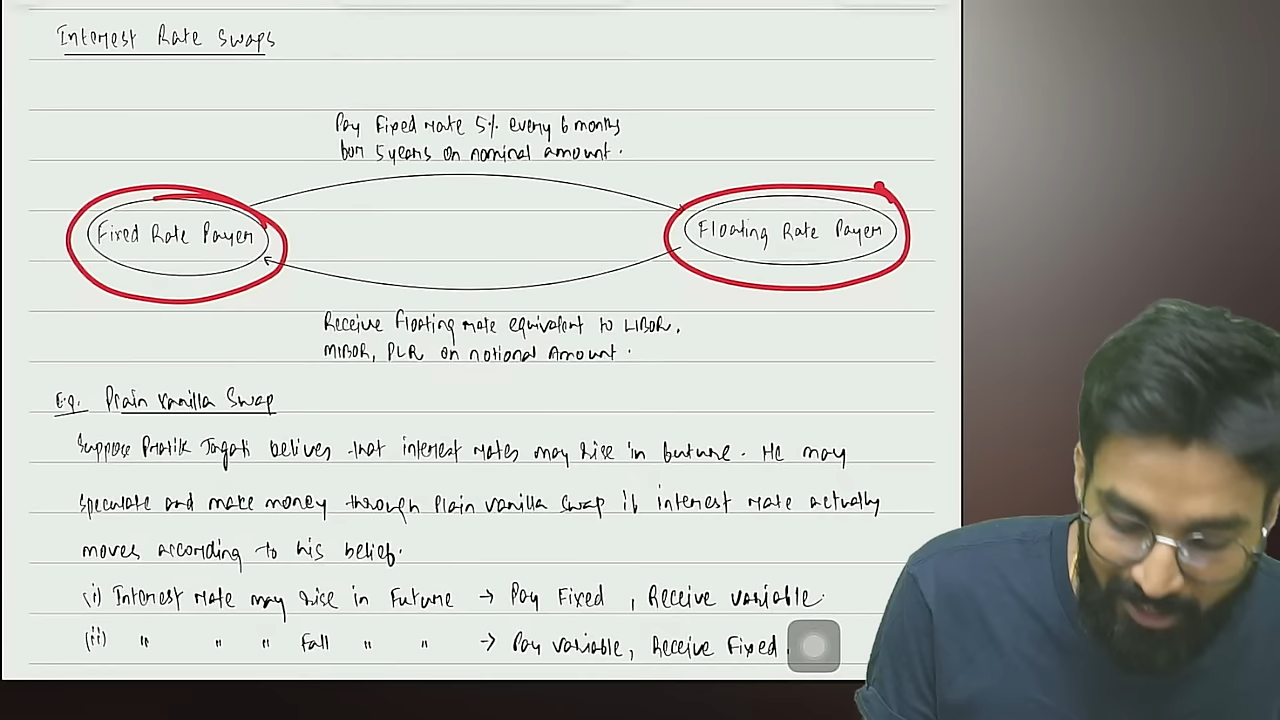 Interest Rate Swaps
Pay Fixed rate 5% every 6 months
for 5 years on nominal amount.
Fixed Rate Payer
Floating Rate Payer
Receive floating rate equivalent to LIBOR,
MIBOR, PLR on notional Amount.
E.g. Plain Vanilla Swap
Suppose Pratik Jagati belives that interest rates may rise in future. He may
speculate and make money through Plain Vanilla Swap if interest rate actually
moves according to his belief.
(i) Interest Rate may rise in Future → Pay Fixed, Receive variable.
(ii) " " " Fall " " → Pay variable, Receive Fixed.